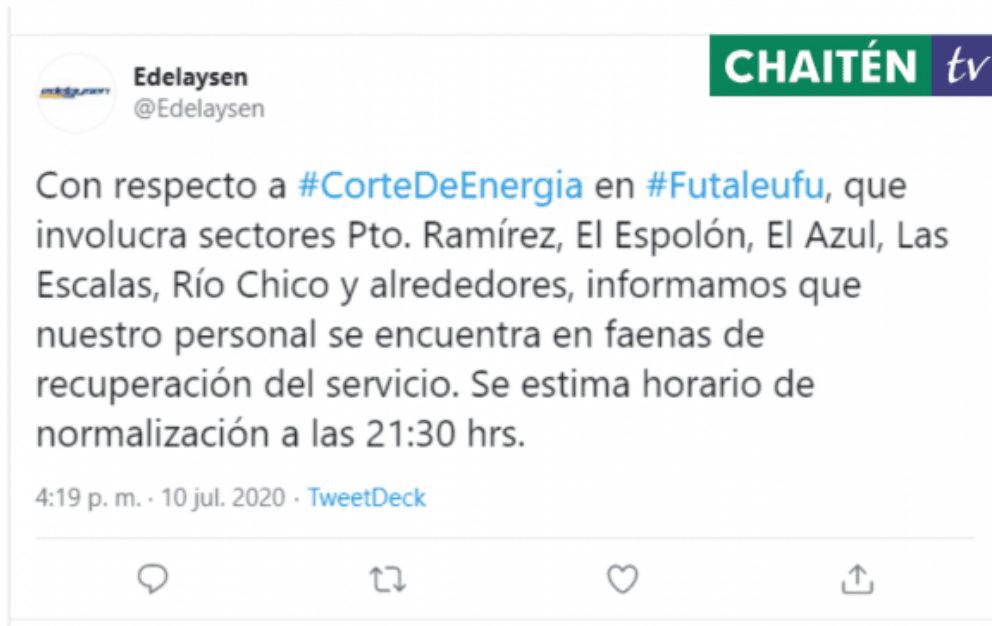 CHAITÉN tv
edelaysen
Edelaysen
@Edelaysen
Con respecto a #CorteDeEnergia en #Futaleufu, que
involucra sectores Pto. Ramírez, El Espolón, El Azul, Las
Escalas, Río Chico y alrededores, informamos que
nuestro personal se encuentra en faenas de
recuperación del servicio. Se estima horario de
normalización a las 21:30 hrs.
4:19 p. m. · 10 jul. 2020 · TweetDeck